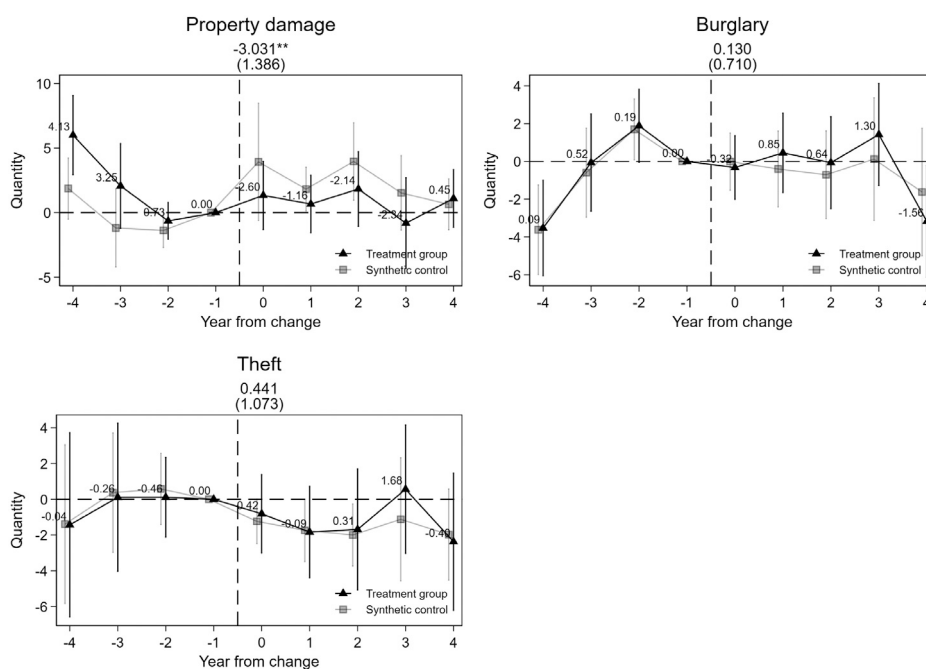 Property damage
-3.031**
(1.386)
10
5
0
-5
Quantity
4.13
3.25
0.73
0.00
-2.60
-1.16
-2.14
-2.34
0.45
Treatment group
Synthetic control
-4 -3 -2 -1 0 1 2 3 4
Year from change
Burglary
0.130
(0.710)
4
2
0
-2
-4
-6
Quantity
0.09
0.52
0.19
0.00
-0.32
0.85
0.64
1.30
-1.56
Treatment group
Synthetic control
-4 -3 -2 -1 0 1 2 3 4
Year from change
Theft
0.441
(1.073)
4
2
0
-2
-4
-6
Quantity
-0.04
-0.26
-0.46
0.00
0.42
-0.09
0.31
1.68
-0.40
Treatment group
Synthetic control
-4 -3 -2 -1 0 1 2 3 4
Year from change